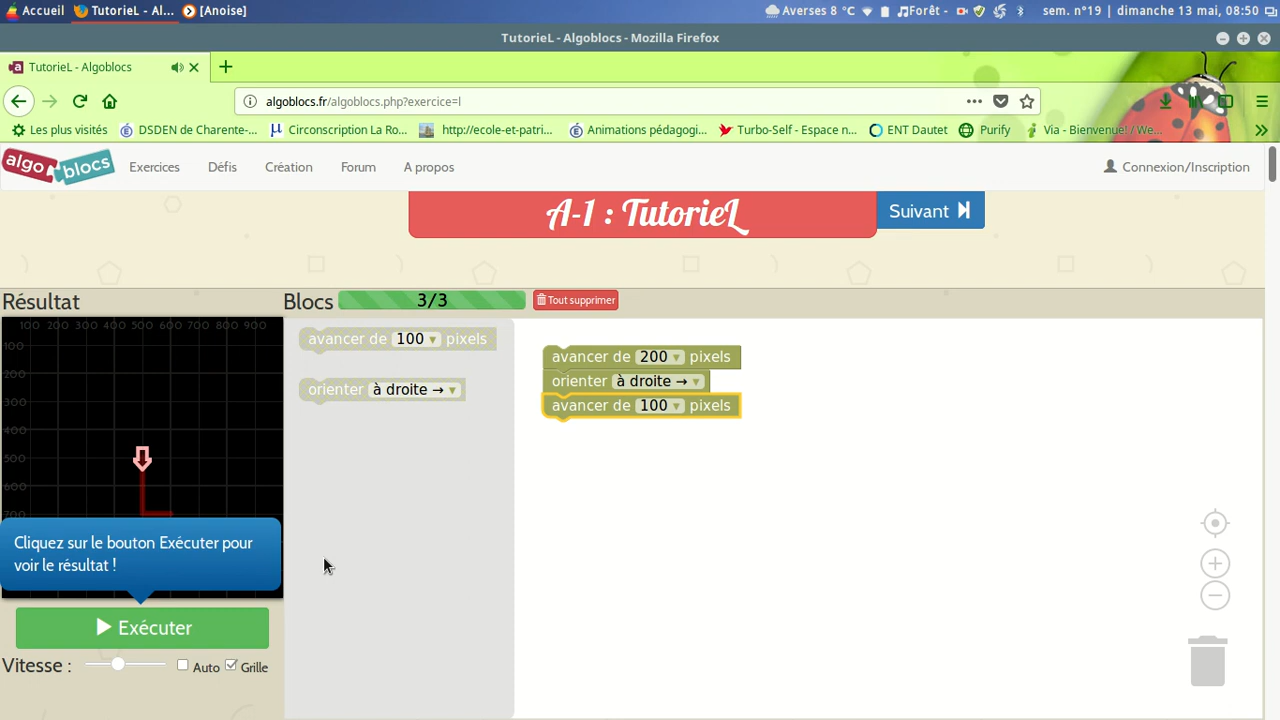 Accueil TutorieL - Al... [Anoise] Averses 8 °C Forêt - sem. n°19 | dimanche 13 mai, 08:50
TutorieL - Algoblocs - Mozilla Firefox
TutorieL - Algoblocs
algoblocs.fr/algoblocs.php?exercice=l
Les plus visités DSDEN de Charente-... Circonscription La Ro... http://ecole-et-patri... Animations pédagogi... Turbo-Self - Espace n... ENT Dautet Purify Via - Bienvenue! / We...
algo blocs Exercices Défis Création Forum A propos Connexion/Inscription
A-1 : TutorieL Suivant
Résultat Blocs 3/3 Tout supprimer
100 200 300 400 500 600 700 800 900
100
200
300
400
500
600
700
avancer de 100 pixels
orienter à droite →
avancer de 200 pixels
orienter à droite →
avancer de 100 pixels
Cliquez sur le bouton Exécuter pour
voir le résultat !
Exécuter
Vitesse : Auto Grille